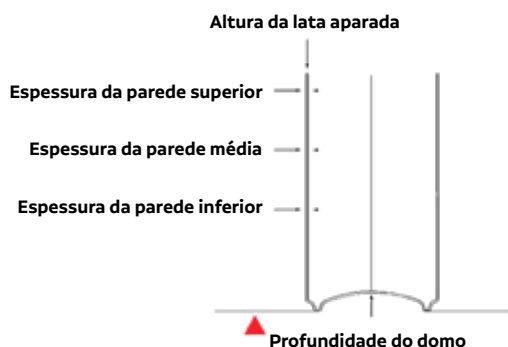 Altura da lata aparada
Espessura da parede superior
Espessura da parede média
Espessura da parede inferior
Profundidade do domo